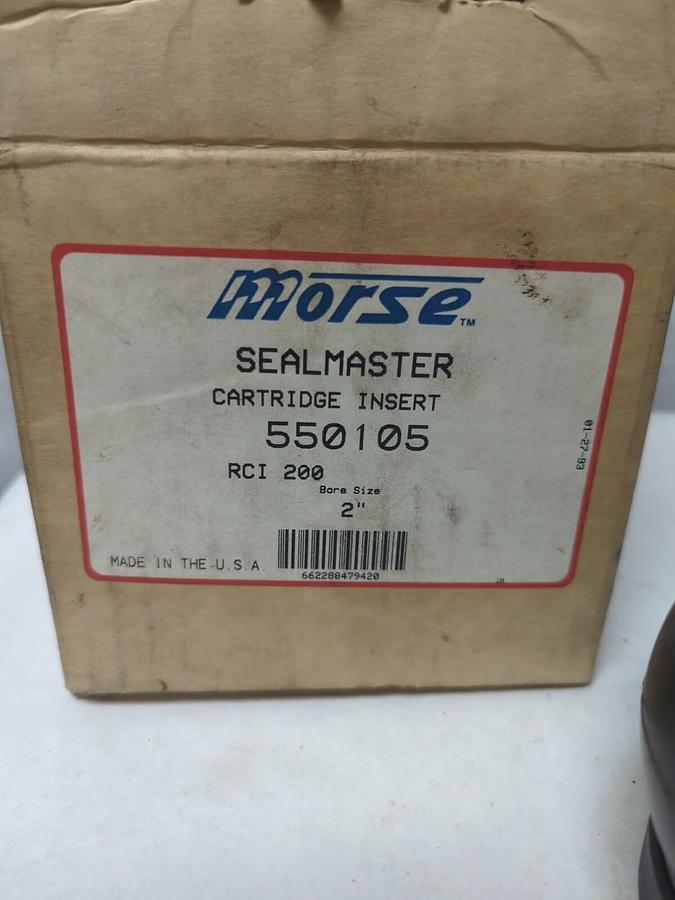 morse™
SEALMASTER
CARTRIDGE INSERT
550105
RCI 200
Bore Size
2"
MADE IN THE U.S.A.
662288479420
01-27-93